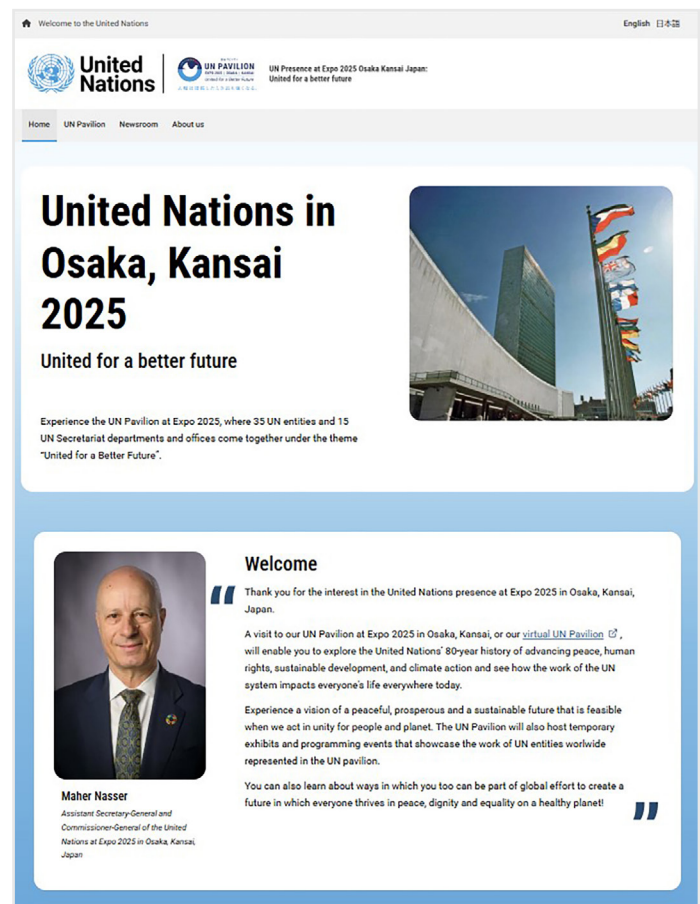 Welcome to the United Nations
English 日本語
United
Nations
UN PAVILION
United for a Better Future
UN Presence at Expo 2025 Osaka Kansai Japan:
United for a better future
Home UN Pavilion Newsroom About us
United Nations in
Osaka, Kansai
2025
United for a better future
Experience the UN Pavilion at Expo 2025, where 35 UN entities and 15
UN Secretariat departments and offices come together under the theme
“United for a Better Future”.
Welcome
Thank you for the interest in the United Nations presence at Expo 2025 in Osaka, Kansai,
Japan.
A visit to our UN Pavilion at Expo 2025 in Osaka, Kansai, or our virtual UN Pavilion ,
will enable you to explore the United Nations’ 80-year history of advancing peace, human
rights, sustainable development, and climate action and see how the work of the UN
system impacts everyone’s life everywhere today.
Experience a vision of a peaceful, prosperous and a sustainable future that is feasible
when we act in unity for people and planet. The UN Pavilion will also host temporary
exhibits and programming events that showcase the work of UN entities worlwide
represented in the UN pavilion.
You can also learn about ways in which you too can be part of global effort to create a
future in which everyone thrives in peace, dignity and equality on a healthy planet!
Maher Nasser
Assistant Secretary-General and
Commissioner-General of the United
Nations at Expo 2025 in Osaka, Kansai,
Japan